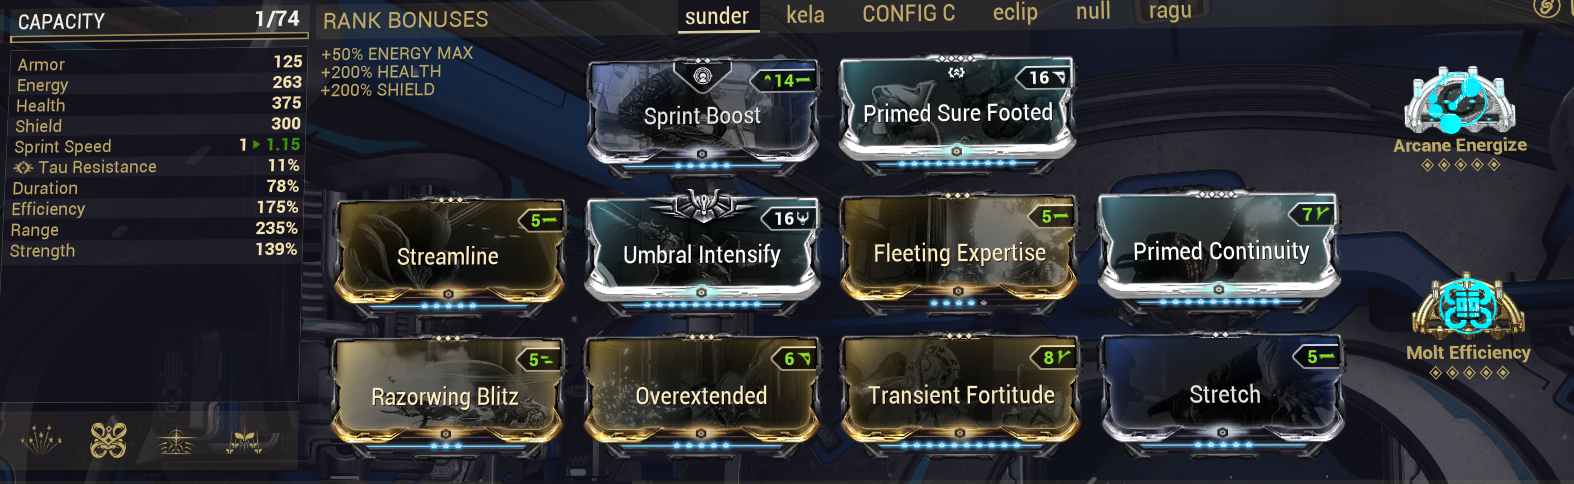 CAPACITY 1/74
RANK BONUSES
sunder kela CONFIG C eclip null ragu
+50% ENERGY MAX
+200% HEALTH
+200% SHIELD
Armor 125
Energy 263
Health 375
Shield 300
Sprint Speed 1 ▸ 1.15
Tau Resistance 11%
Duration 78%
Efficiency 175%
Range 235%
Strength 139%
14
Sprint Boost
16
Primed Sure Footed
Arcane Energize
5
Streamline
16
Umbral Intensify
5
Fleeting Expertise
7
Primed Continuity
Molt Efficiency
5
Razorwing Blitz
6
Overextended
8
Transient Fortitude
5
Stretch